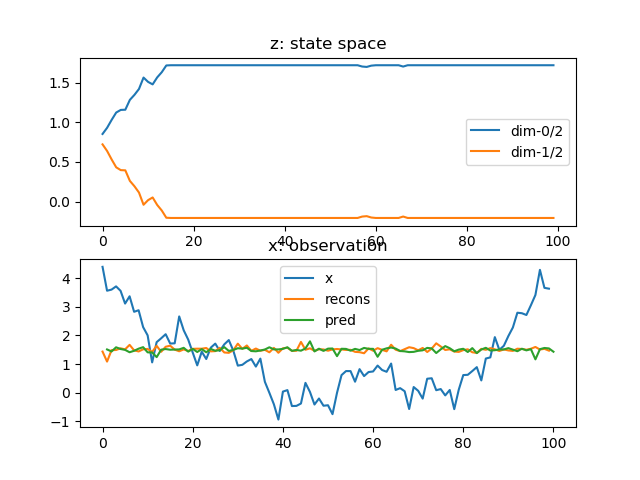 z: state space
1.5
1.0
0.5
0.0
dim-0/2
dim-1/2
0 20 40 60 80 100
x: observation
4
3
2
1
0
−1
x
recons
pred
0 20 40 60 80 100